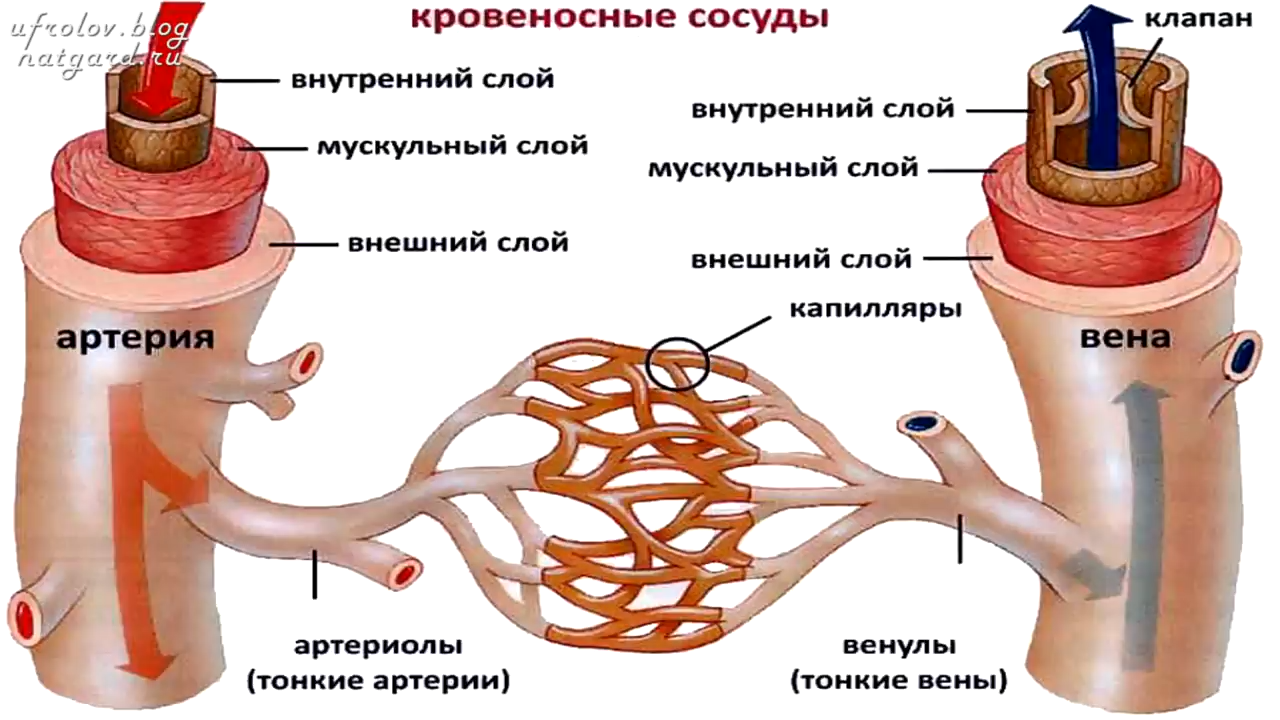 ufrolov.blog
natgard.ru
кровеносные сосуды
клапан
внутренний слой
мускульный слой
внешний слой
внутренний слой
мускульный слой
внешний слой
капилляры
артерия
вена
артериолы
(тонкие артерии)
венулы
(тонкие вены)